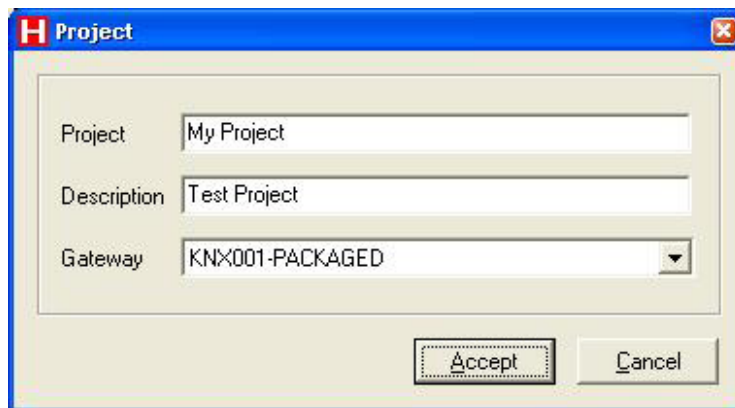 H Project
Project My Project
Description Test Project
Gateway KNX001-PACKAGED
Accept Cancel